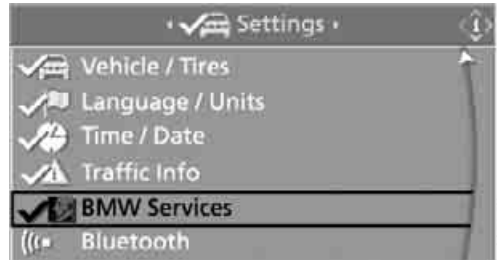 Settings
Vehicle / Tires
Language / Units
Time / Date
Traffic Info
BMW Services
Bluetooth